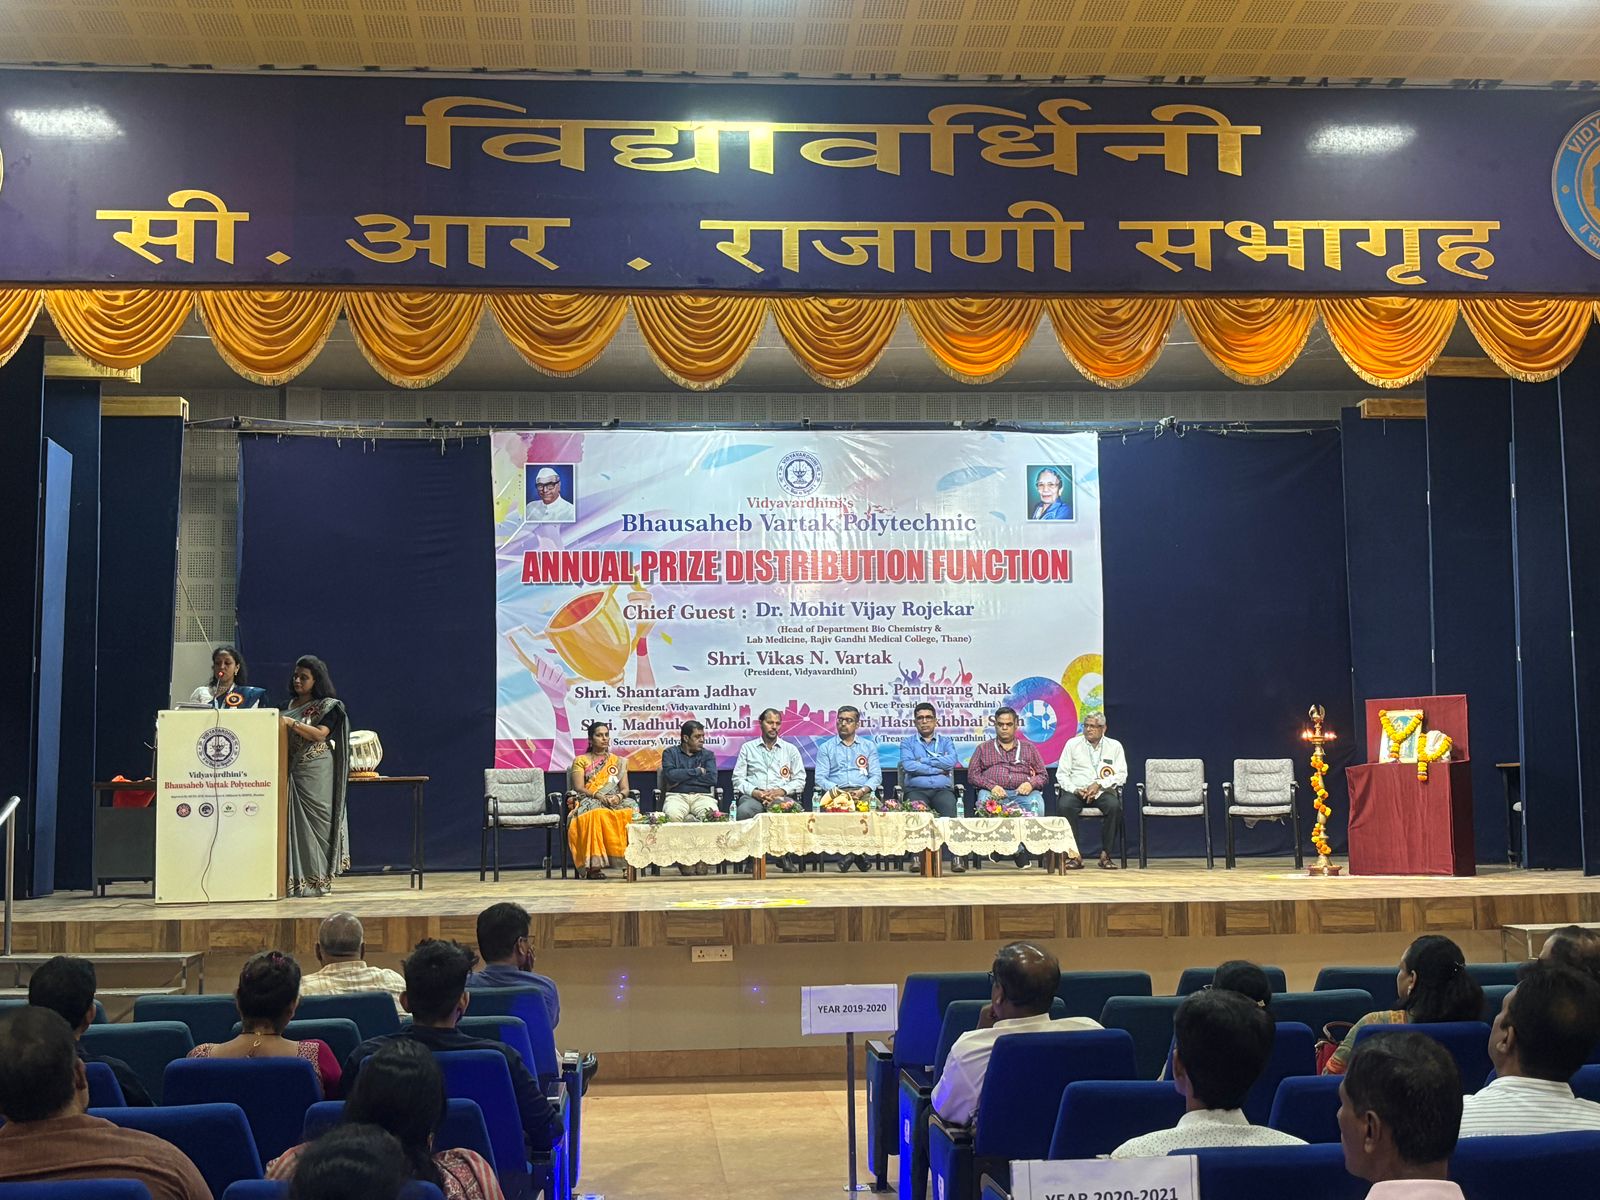 विद्यावर्धिनी
सी. आर. राजाणी सभागृह
VIDYAVARDHINI
Vidyavardhini's
Bhausaheb Vartak Polytechnic
ANNUAL PRIZE DISTRIBUTION FUNCTION
Chief Guest : Dr. Mohit Vijay Rojekar
(Head of Department Bio Chemistry &
Lab Medicine, Rajiv Gandhi Medical College, Thane)
Shri. Vikas N. Vartak
(President, Vidyavardhini)
Shri. Shantaram Jadhav
( Vice President, Vidyavardhini )
Shri. Pandurang Naik
( Vice President, Vidyavardhini )
Mohol
Secretary,
VIDYAVARDHINI
Vidyavardhini's
Bhausaheb Vartak Polytechnic
YEAR 2019-2020
YEAR 2020-2021